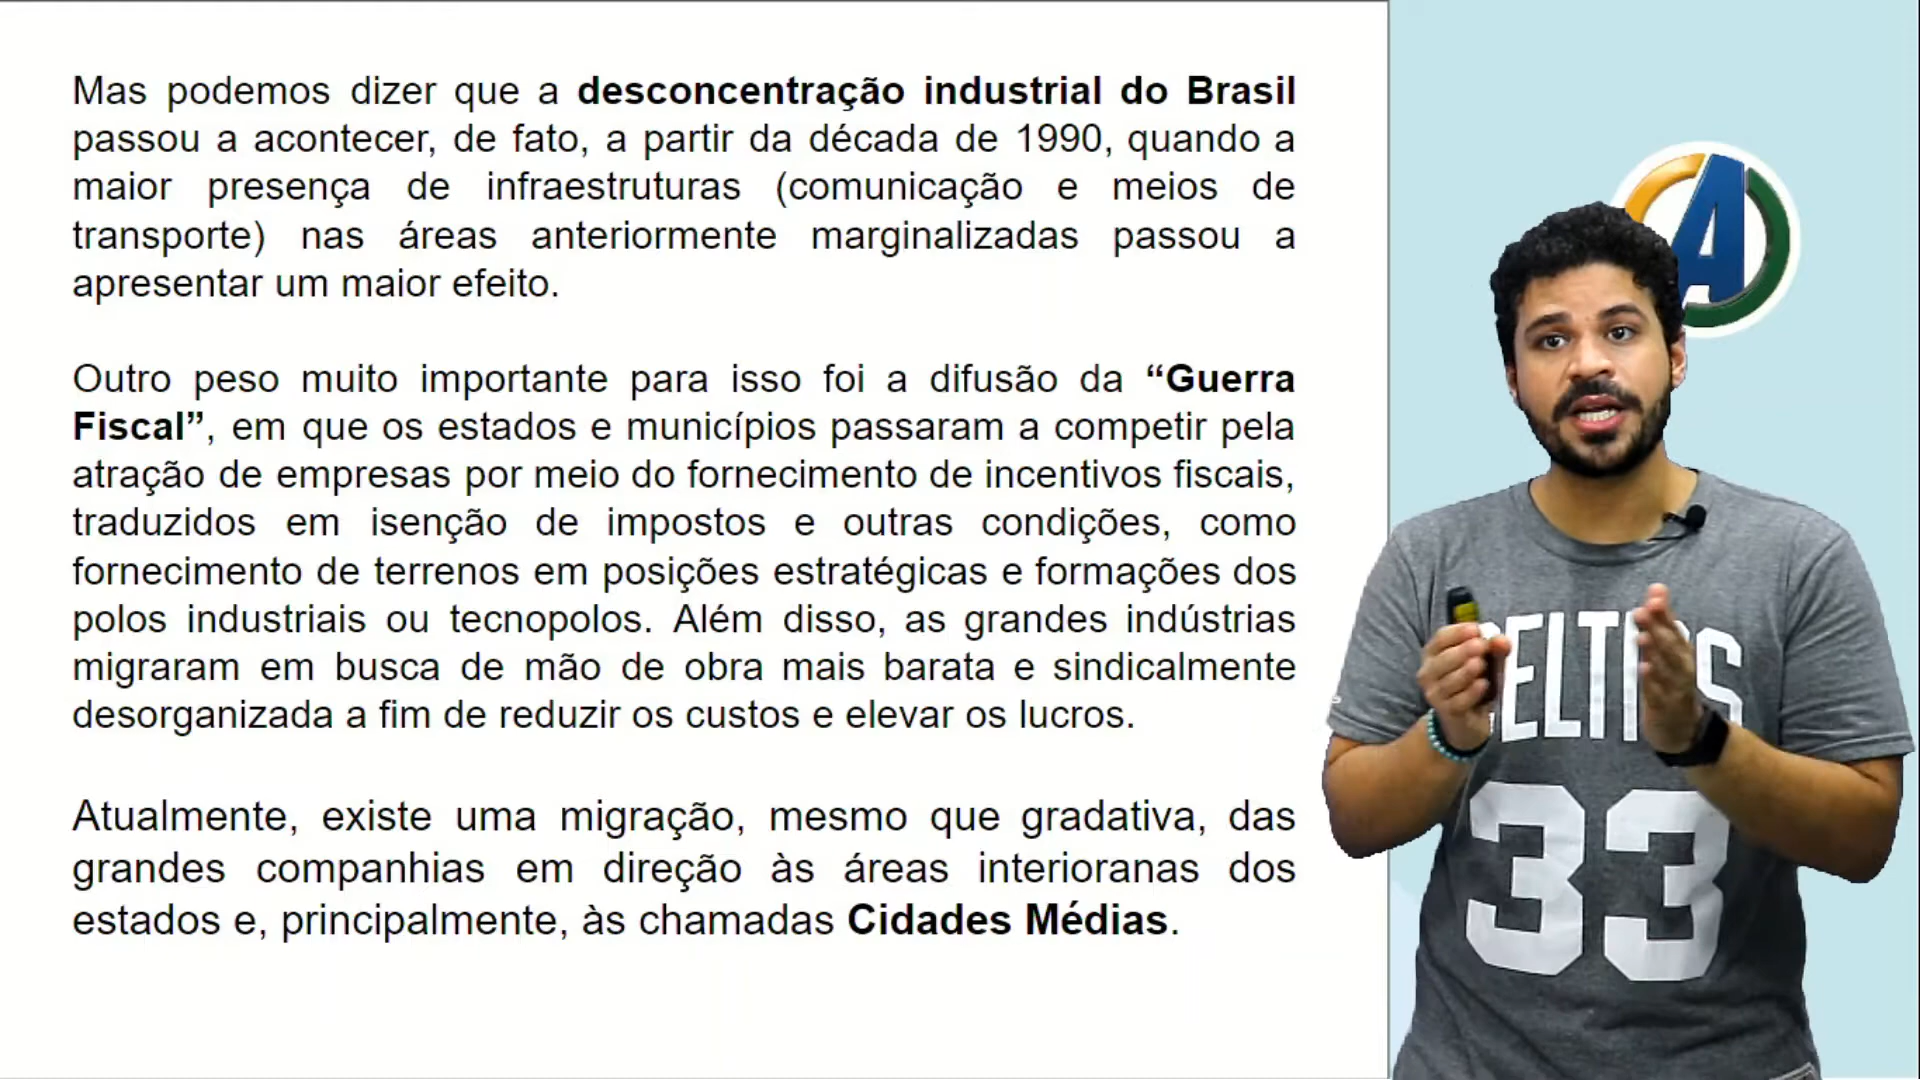 Mas podemos dizer que a desconcentração industrial do Brasil
passou a acontecer, de fato, a partir da década de 1990, quando a
maior presença de infraestruturas (comunicação e meios de
transporte) nas áreas anteriormente marginalizadas passou a
apresentar um maior efeito.
Outro peso muito importante para isso foi a difusão da “Guerra
Fiscal”, em que os estados e municípios passaram a competir pela
atração de empresas por meio do fornecimento de incentivos fiscais,
traduzidos em isenção de impostos e outras condições, como
fornecimento de terrenos em posições estratégicas e formações dos
polos industriais ou tecnopolos. Além disso, as grandes indústrias
migraram em busca de mão de obra mais barata e sindicalmente
desorganizada a fim de reduzir os custos e elevar os lucros.
Atualmente, existe uma migração, mesmo que gradativa, das
grandes companhias em direção às áreas interioranas dos
estados e, principalmente, às chamadas Cidades Médias.
A
33